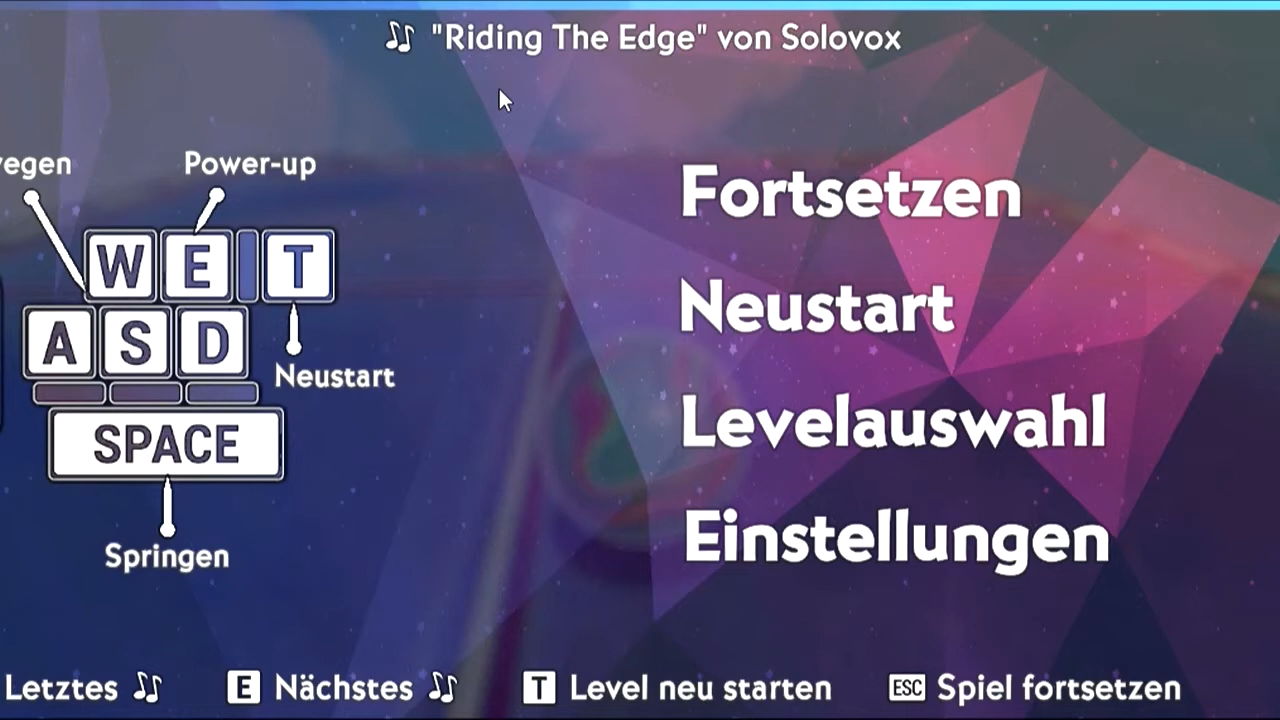 "Riding The Edge" von Solovox
Power-up
W E T
A S D
Neustart
SPACE
Springen
Fortsetzen
Neustart
Levelauswahl
Einstellungen
Letztes
E Nächstes
T Level neu starten
ESC Spiel fortsetzen